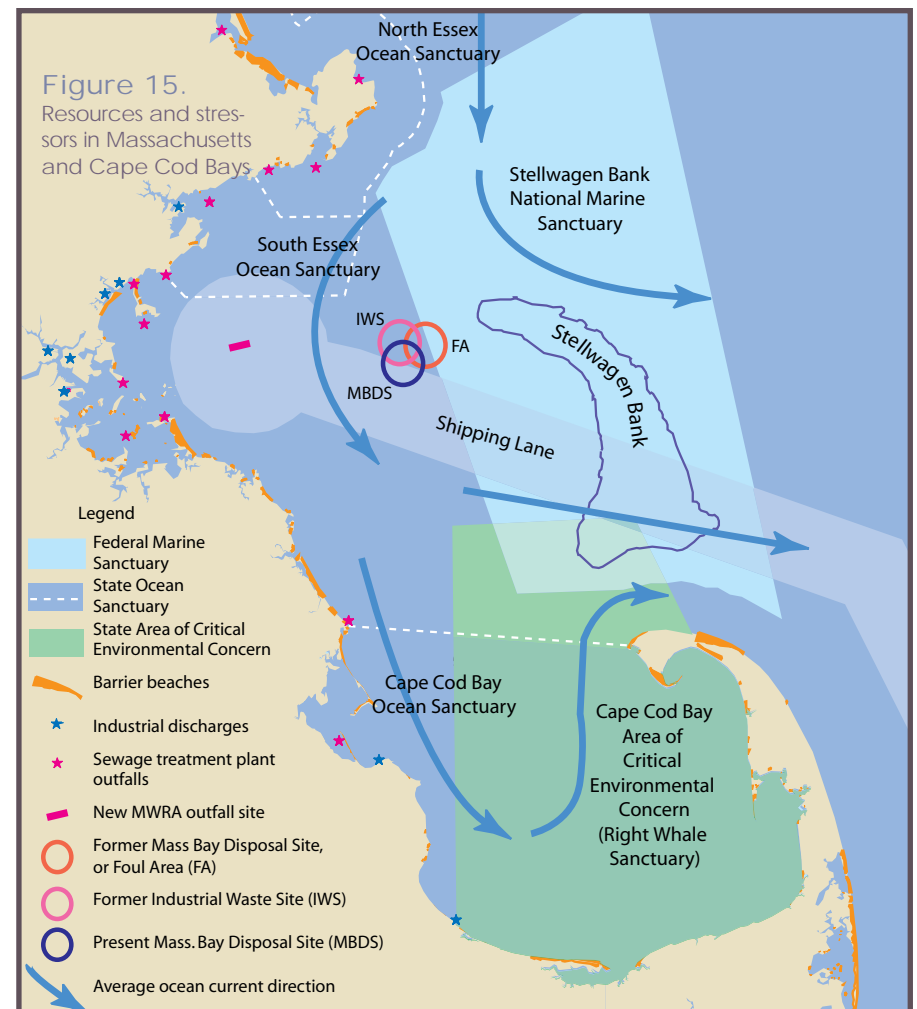 North Essex
Ocean Sanctuary
Figure 15.
Resources and stres-
sors in Massachusetts
and Cape Cod Bays
Stellwagen Bank
National Marine
Sanctuary
South Essex
Ocean Sanctuary
IWS
FA
MBDS
Stellwagen Bank
Shipping Lane
Legend
Federal Marine
Sanctuary
State Ocean
Sanctuary
State Area of Critical
Environmental Concern
Barrier beaches
Industrial discharges
Sewage treatment plant
outfalls
New MWRA outfall site
Former Mass Bay Disposal Site,
or Foul Area (FA)
Former Industrial Waste Site (IWS)
Present Mass. Bay Disposal Site (MBDS)
Average ocean current direction
Cape Cod Bay
Ocean Sanctuary
Cape Cod Bay
Area of
Critical
Environmental
Concern
(Right Whale
Sanctuary)